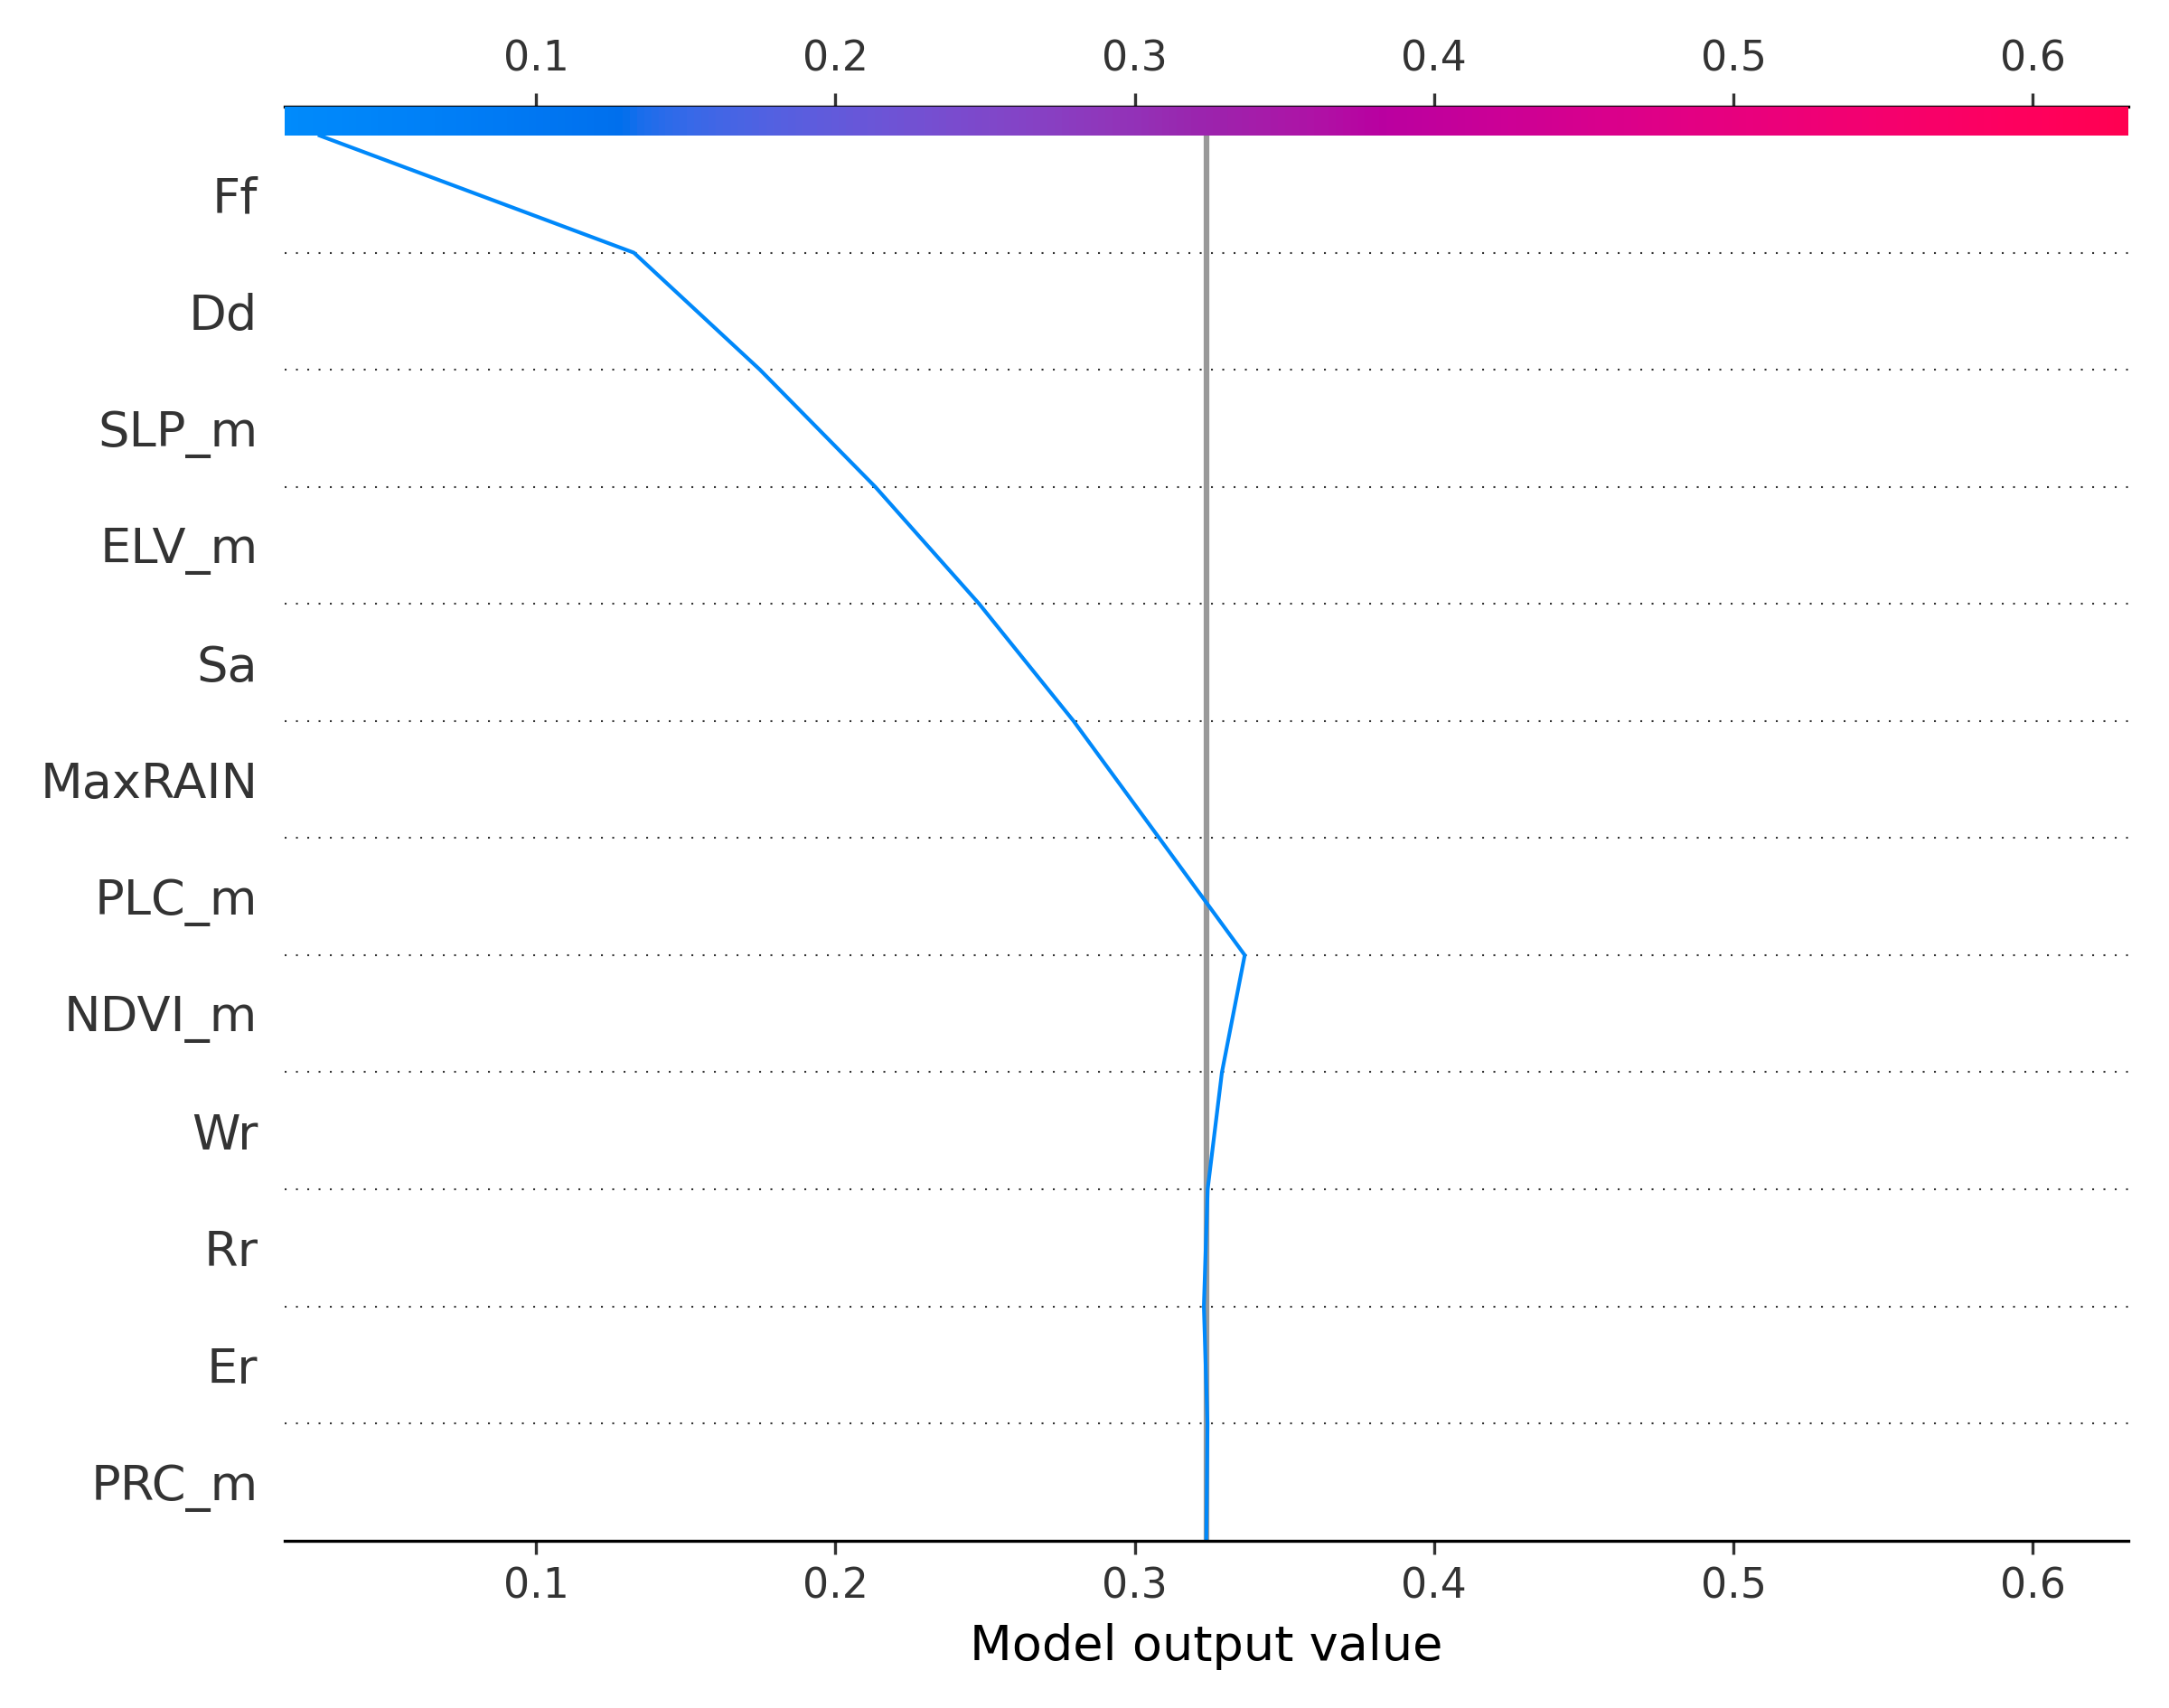 0.1 0.2 0.3 0.4 0.5 0.6
Ff
Dd
SLP_m
ELV_m
Sa
MaxRAIN
PLC_m
NDVI_m
Wr
Rr
Er
PRC_m
0.1 0.2 0.3 0.4 0.5 0.6
Model output value